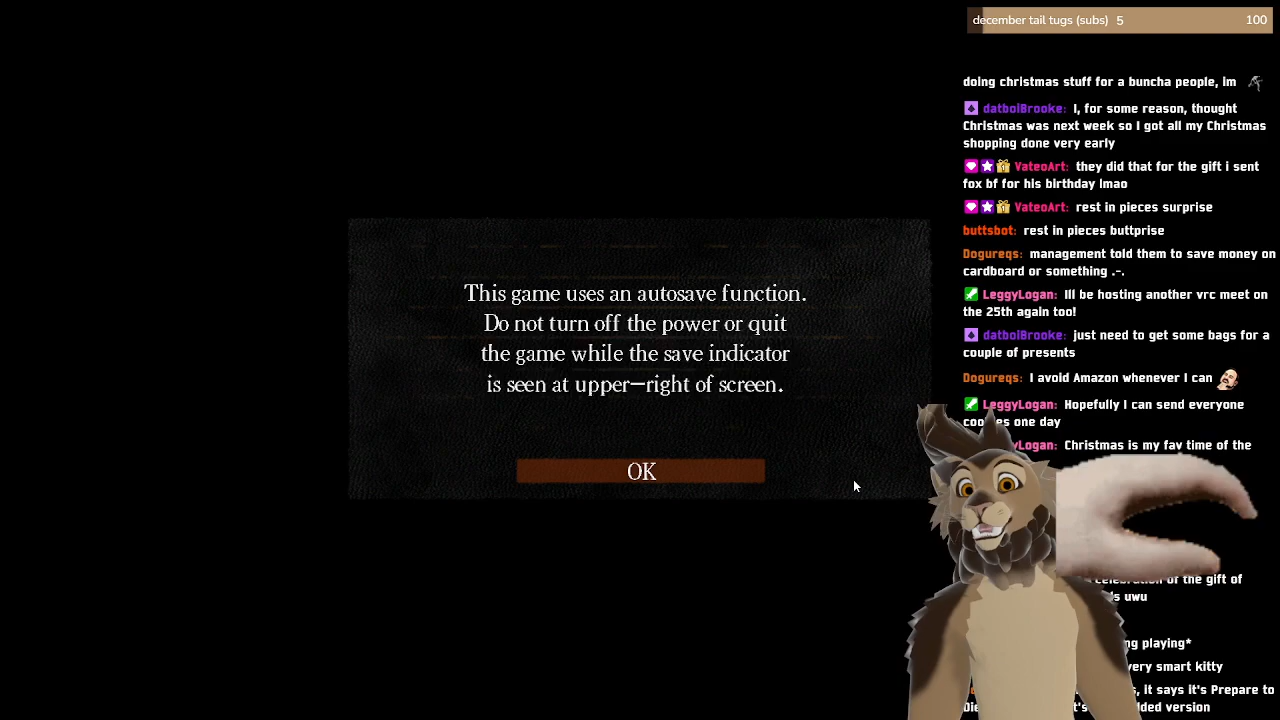 december tail tugs (subs) 5 100
doing christmas stuff for a buncha people, im
datboiBrooke: I, for some reason, thought
Christmas was next week so I got all my Christmas
shopping done very early
VateoArt: they did that for the gift i sent
fox bf for his birthday lmao
VateoArt: rest in pieces surprise
buttsbot: rest in pieces buttprise
Dogureqs: management told them to save money on
cardboard or something .-.
LeggyLogan: Ill be hosting another vrc meet on
the 25th again too!
datboiBrooke: just need to get some bags for a
couple of presents
Dogureqs: I avoid Amazon whenever I can
LeggyLogan: Hopefully I can send everyone
one day
Logan: Christmas is my fav time of the
of the gift of
uwu
playing*
very smart kitty
it says it's Prepare to
version
This game uses an autosave function.
Do not turn off the power or quit
the game while the save indicator
is seen at upper-right of screen.
OK